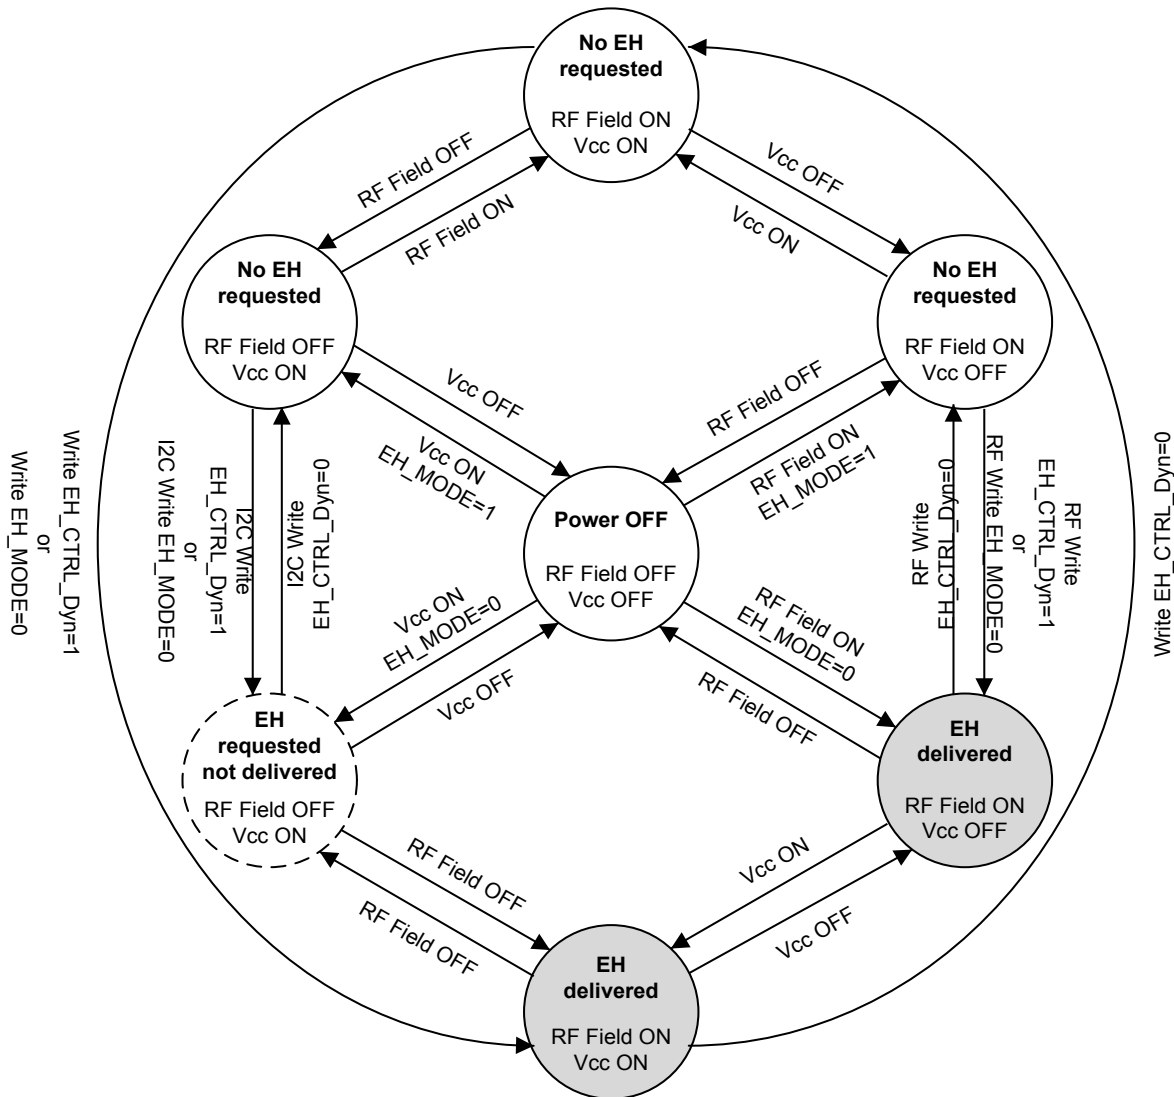 No EH
requested
RF Field ON
Vcc ON
RF Field OFF
RF Field ON
Vcc OFF
Vcc ON
No EH
requested
RF Field OFF
Vcc ON
No EH
requested
RF Field ON
Vcc OFF
Vcc OFF
Vcc ON
EH_MODE=1
RF Field OFF
RF Field ON
EH_MODE=1
Write EH_CTRL_Dyn=1
or
Write EH_MODE=0
I2C Write
EH_CTRL_Dyn=1
or
I2C Write EH_MODE=0
I2C Write
EH_CTRL_Dyn=0
Power OFF
RF Field OFF
Vcc OFF
RF Write
EH_CTRL_Dyn=0
RF Write
EH_CTRL_Dyn=1
or
RF Write EH_MODE=0
Write EH_CTRL_Dyn=0
Vcc ON
EH_MODE=0
Vcc OFF
RF Field ON
EH_MODE=0
RF Field OFF
EH
requested
not delivered
RF Field OFF
Vcc ON
EH
delivered
RF Field ON
Vcc OFF
RF Field OFF
RF Field OFF
Vcc ON
Vcc OFF
EH
delivered
RF Field ON
Vcc ON